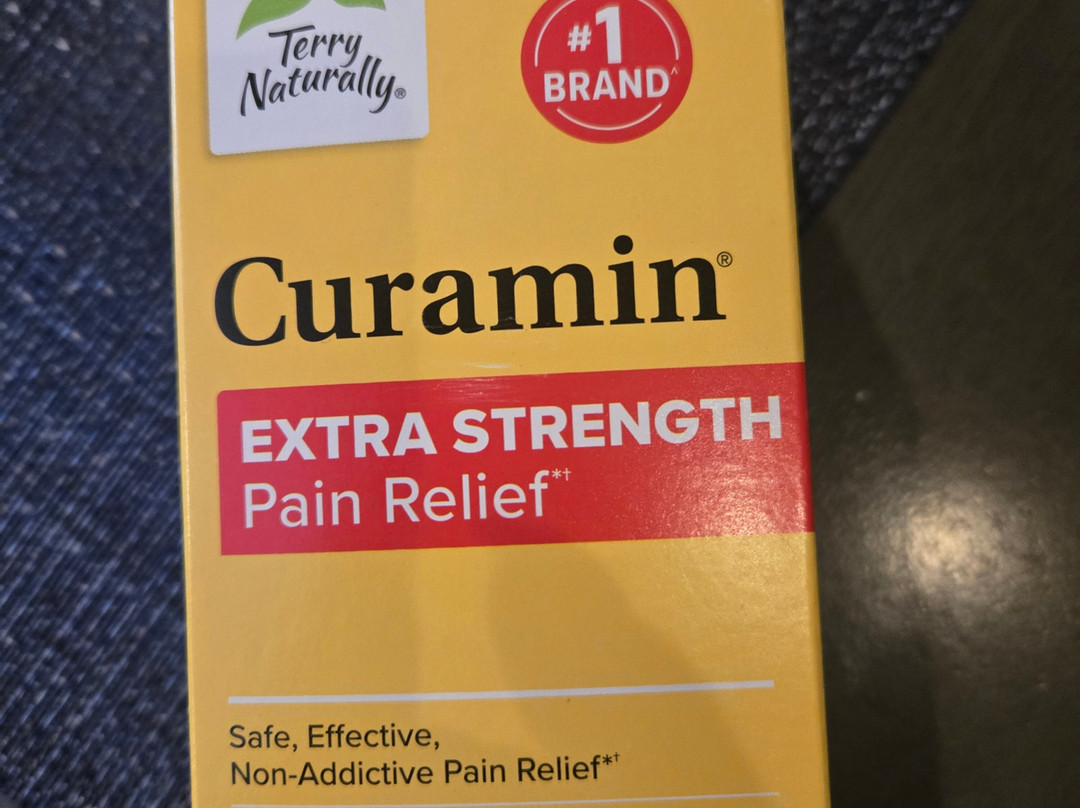 Terry
Naturally®
#1
BRAND^
Curamin®
EXTRA STRENGTH
Pain Relief*†
Safe, Effective,
Non-Addictive Pain Relief*†